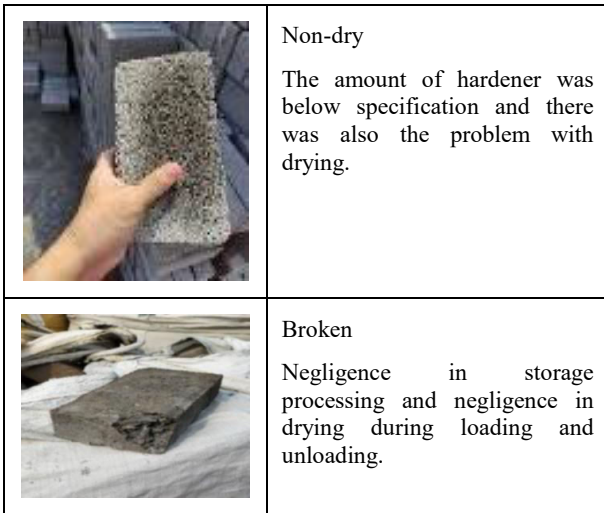 Non-dry
The amount of hardener was
below specification and there
was also the problem with
drying.
Broken
Negligence in storage
processing and negligence in
drying during loading and
unloading.